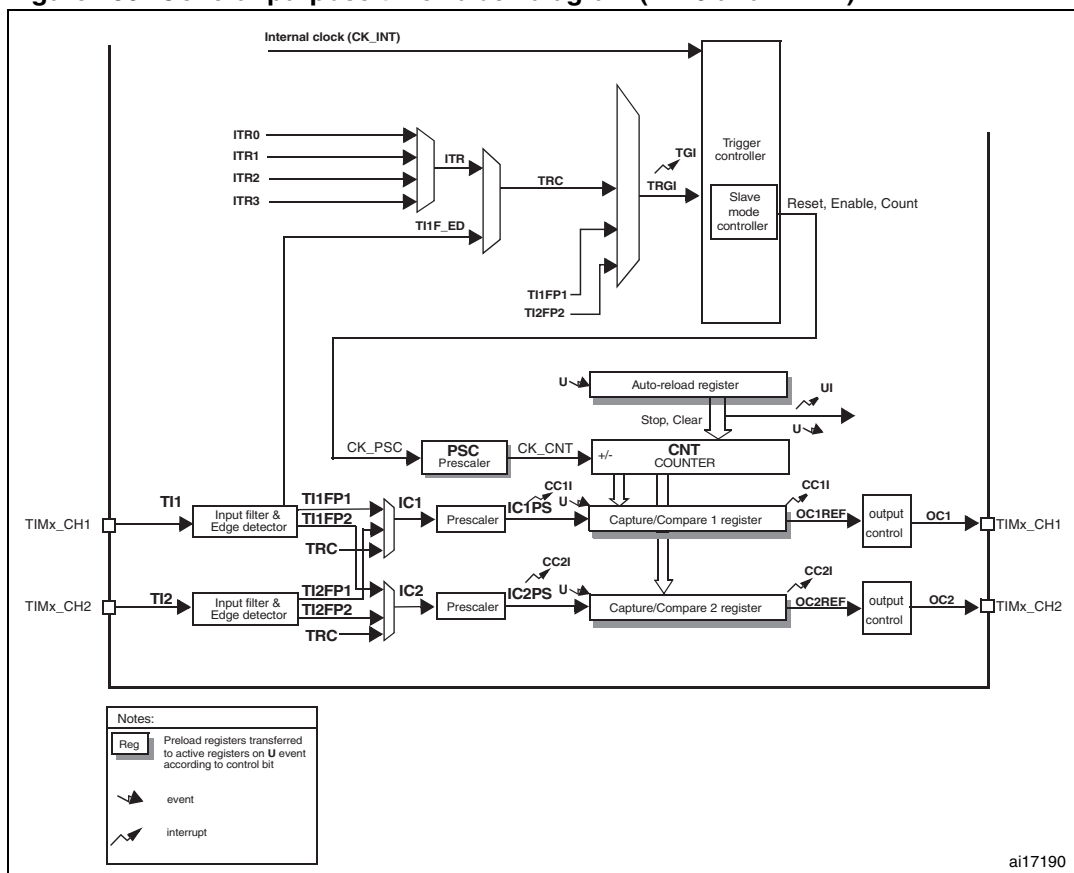 Internal clock (CK_INT)
ITR0
ITR1
ITR2
ITR3
ITR
TI1F_ED
TRC
TGI
TRGI
Trigger
controller
Slave
mode
controller
Reset, Enable, Count
TI1FP1
TI2FP2
U
Auto-reload register
UI
Stop, Clear
U
CK_PSC
PSC
Prescaler
CK_CNT
+/-
CNT
COUNTER
TIMx_CH1
TI1
Input filter &
Edge detector
TI1FP1
TI1FP2
TRC
IC1
Prescaler
CC1I
IC1PS
U
Capture/Compare 1 register
CC1I
OC1REF
output
control
OC1
TIMx_CH1
TIMx_CH2
TI2
Input filter &
Edge detector
TI2FP1
TI2FP2
TRC
IC2
Prescaler
CC2I
IC2PS
U
Capture/Compare 2 register
CC2I
OC2REF
output
control
OC2
TIMx_CH2
Notes:
Reg
Preload registers transferred
to active registers on U event
according to control bit
event
interrupt
ai17190